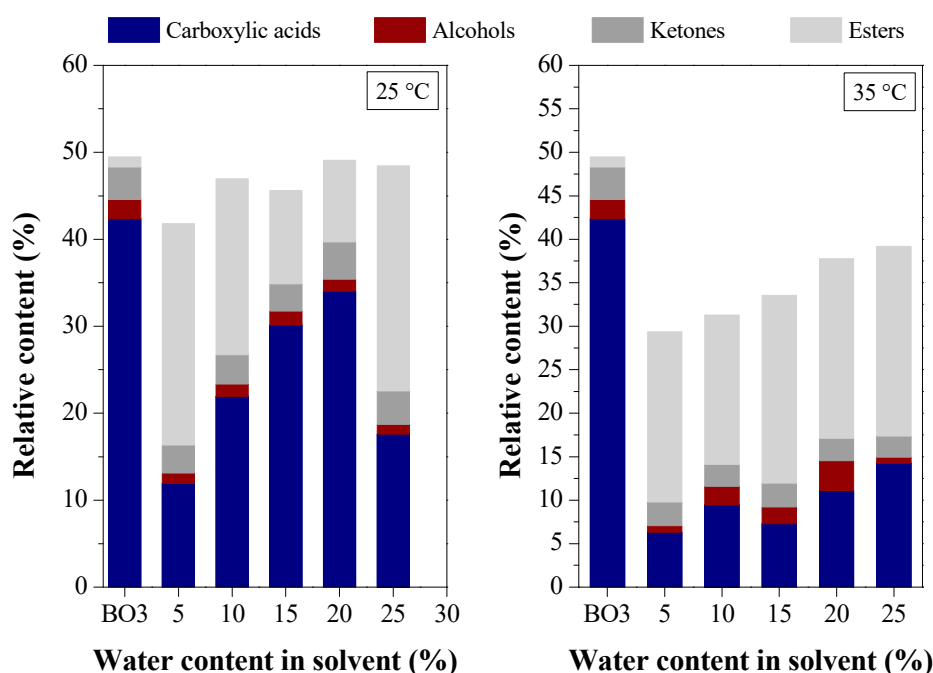 Carboxylic acids Alcohols Ketones Esters
25 °C
60
50
40
30
20
10
0
Relative content (%)
BO3 5 10 15 20 25 30
Water content in solvent (%)
35 °C
60
55
50
45
40
35
30
25
20
15
10
5
0
Relative content (%)
BO3 5 10 15 20 25
Water content in solvent (%)